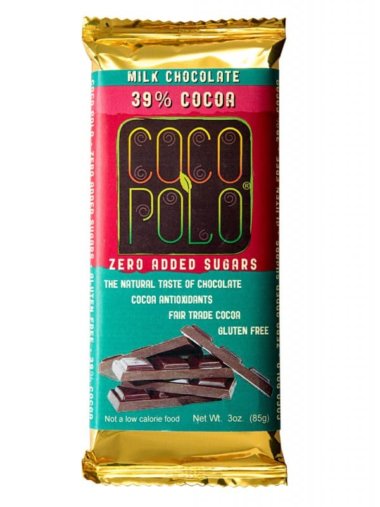 MILK CHOCOLATE
39% COCOA
COCO
POLO®
ZERO ADDED SUGARS
THE NATURAL TASTE OF CHOCOLATE
COCOA ANTIOXIDANTS
FAIR TRADE COCOA
GLUTEN FREE
Not a low calorie food Net Wt. 3oz. (85g)